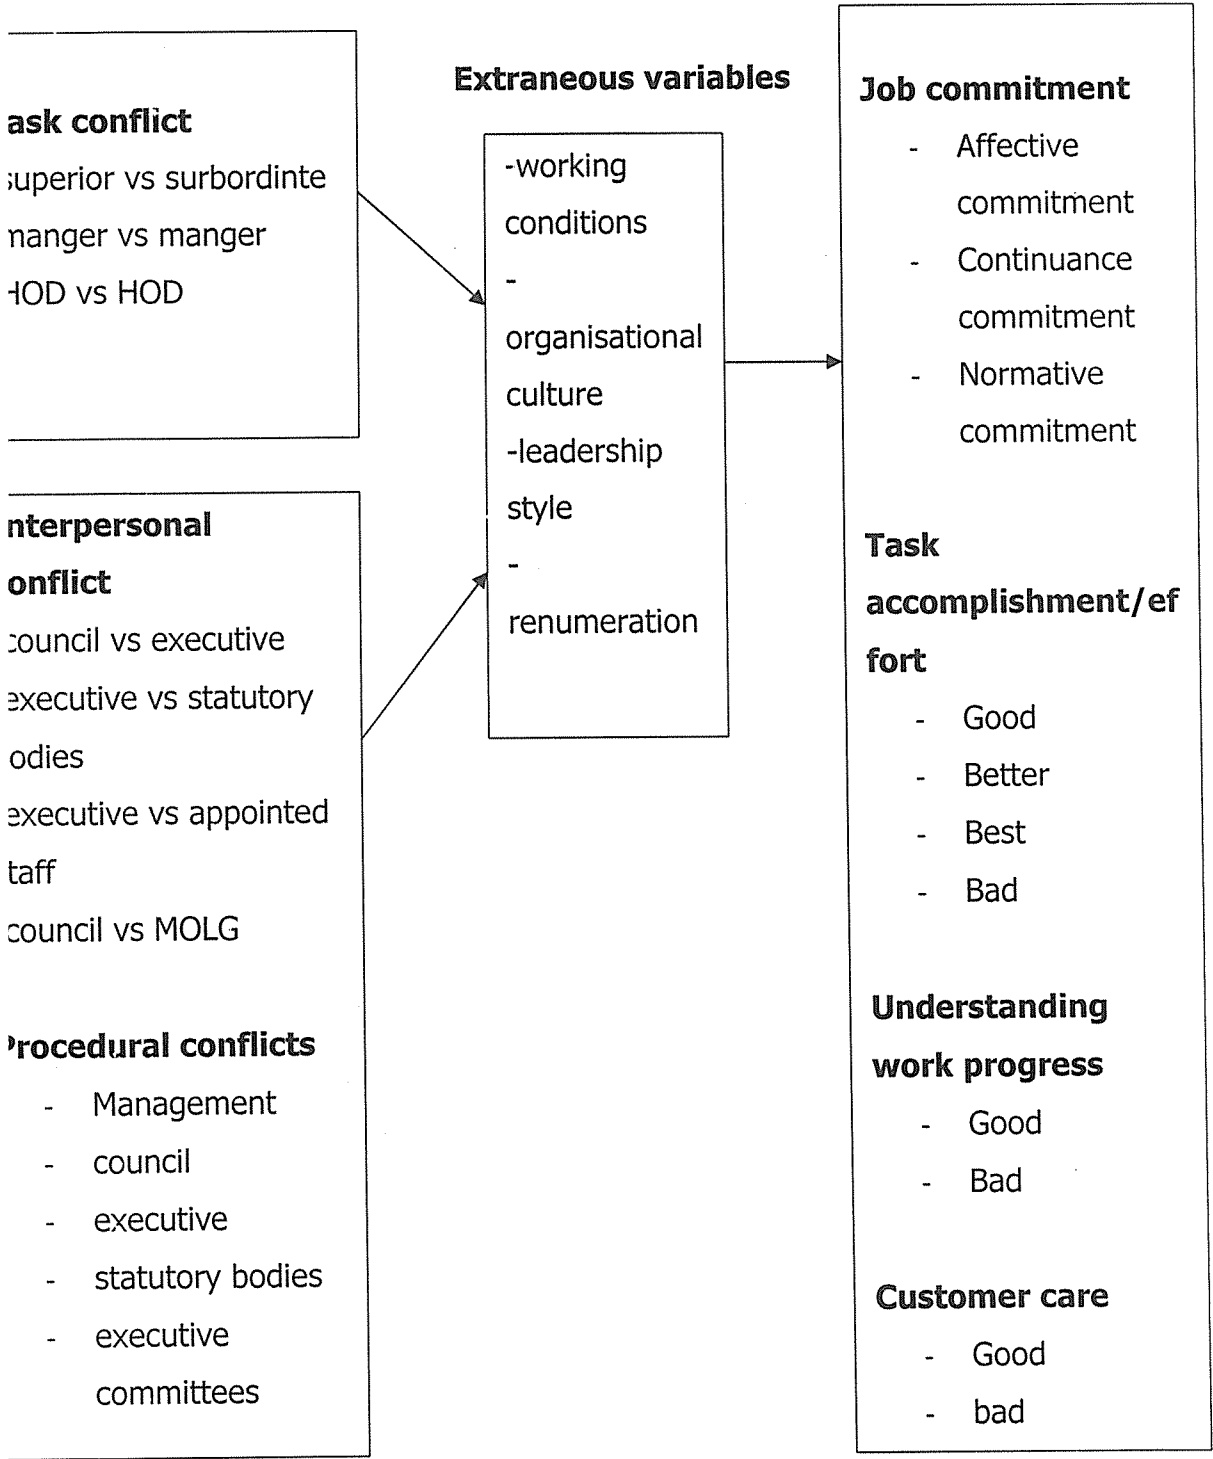 ask conflict
superior vs surbordinte
manger vs manger
HOD vs HOD
nterpersonal
onflict
council vs executive
executive vs statutory
odies
executive vs appointed
taff
council vs MOLG
Procedural conflicts
- Management
- council
- executive
- statutory bodies
- executive
committees
Extraneous variables
-working
conditions
-
organisational
culture
-leadership
style
-
renumeration
Job commitment
- Affective
commitment
- Continuance
commitment
- Normative
commitment
Task
accomplishment/ef
fort
- Good
- Better
- Best
- Bad
Understanding
work progress
- Good
- Bad
Customer care
- Good
- bad